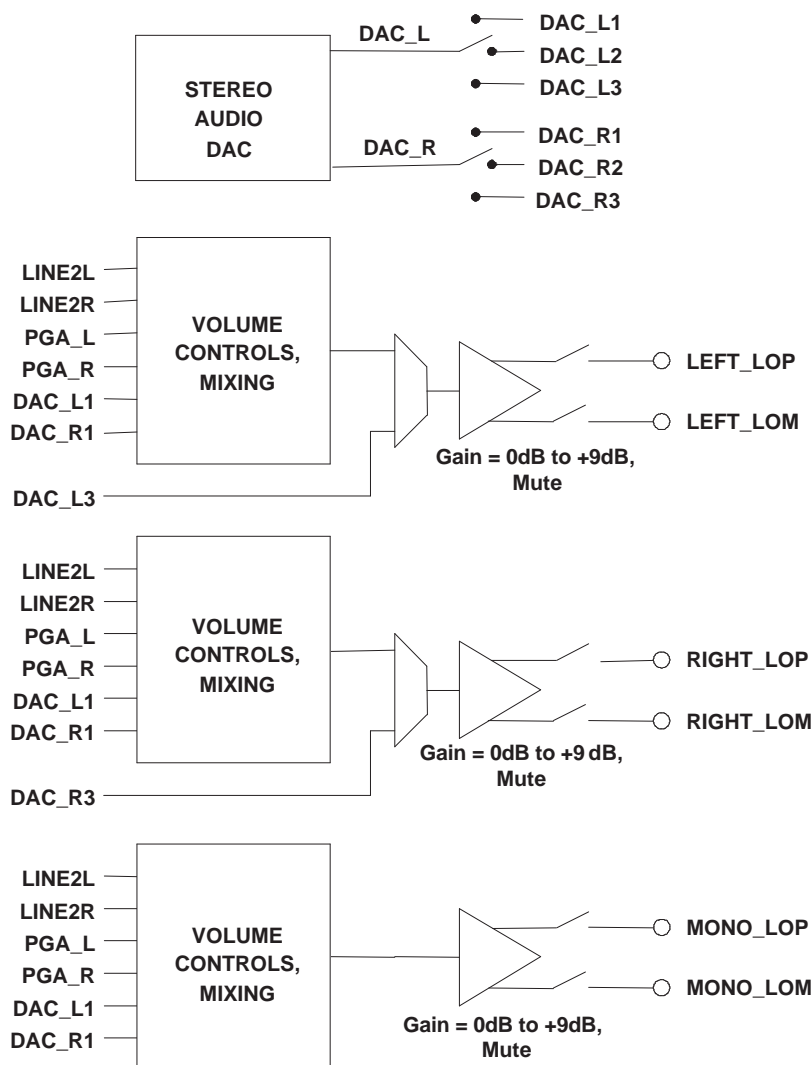 DAC_L
DAC_L1
DAC_L2
DAC_L3
STEREO
AUDIO
DAC
DAC_R
DAC_R1
DAC_R2
DAC_R3
LINE2L
LINE2R
PGA_L
PGA_R
DAC_L1
DAC_R1
VOLUME
CONTROLS,
MIXING
LEFT_LOP
LEFT_LOM
Gain = 0dB to +9dB,
Mute
DAC_L3
LINE2L
LINE2R
PGA_L
PGA_R
DAC_L1
DAC_R1
VOLUME
CONTROLS,
MIXING
RIGHT_LOP
RIGHT_LOM
Gain = 0dB to +9 dB,
Mute
DAC_R3
LINE2L
LINE2R
PGA_L
PGA_R
DAC_L1
DAC_R1
VOLUME
CONTROLS,
MIXING
MONO_LOP
MONO_LOM
Gain = 0dB to +9dB,
Mute